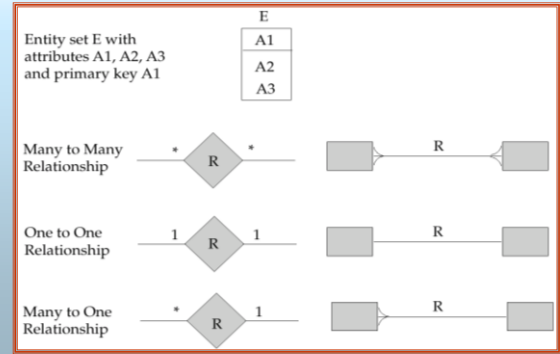 E
Entity set E with
attributes A1, A2, A3
and primary key A1
A1
A2
A3
Many to Many
Relationship
* R *
R
One to One
Relationship
1 R 1
R
Many to One
Relationship
* R 1
R